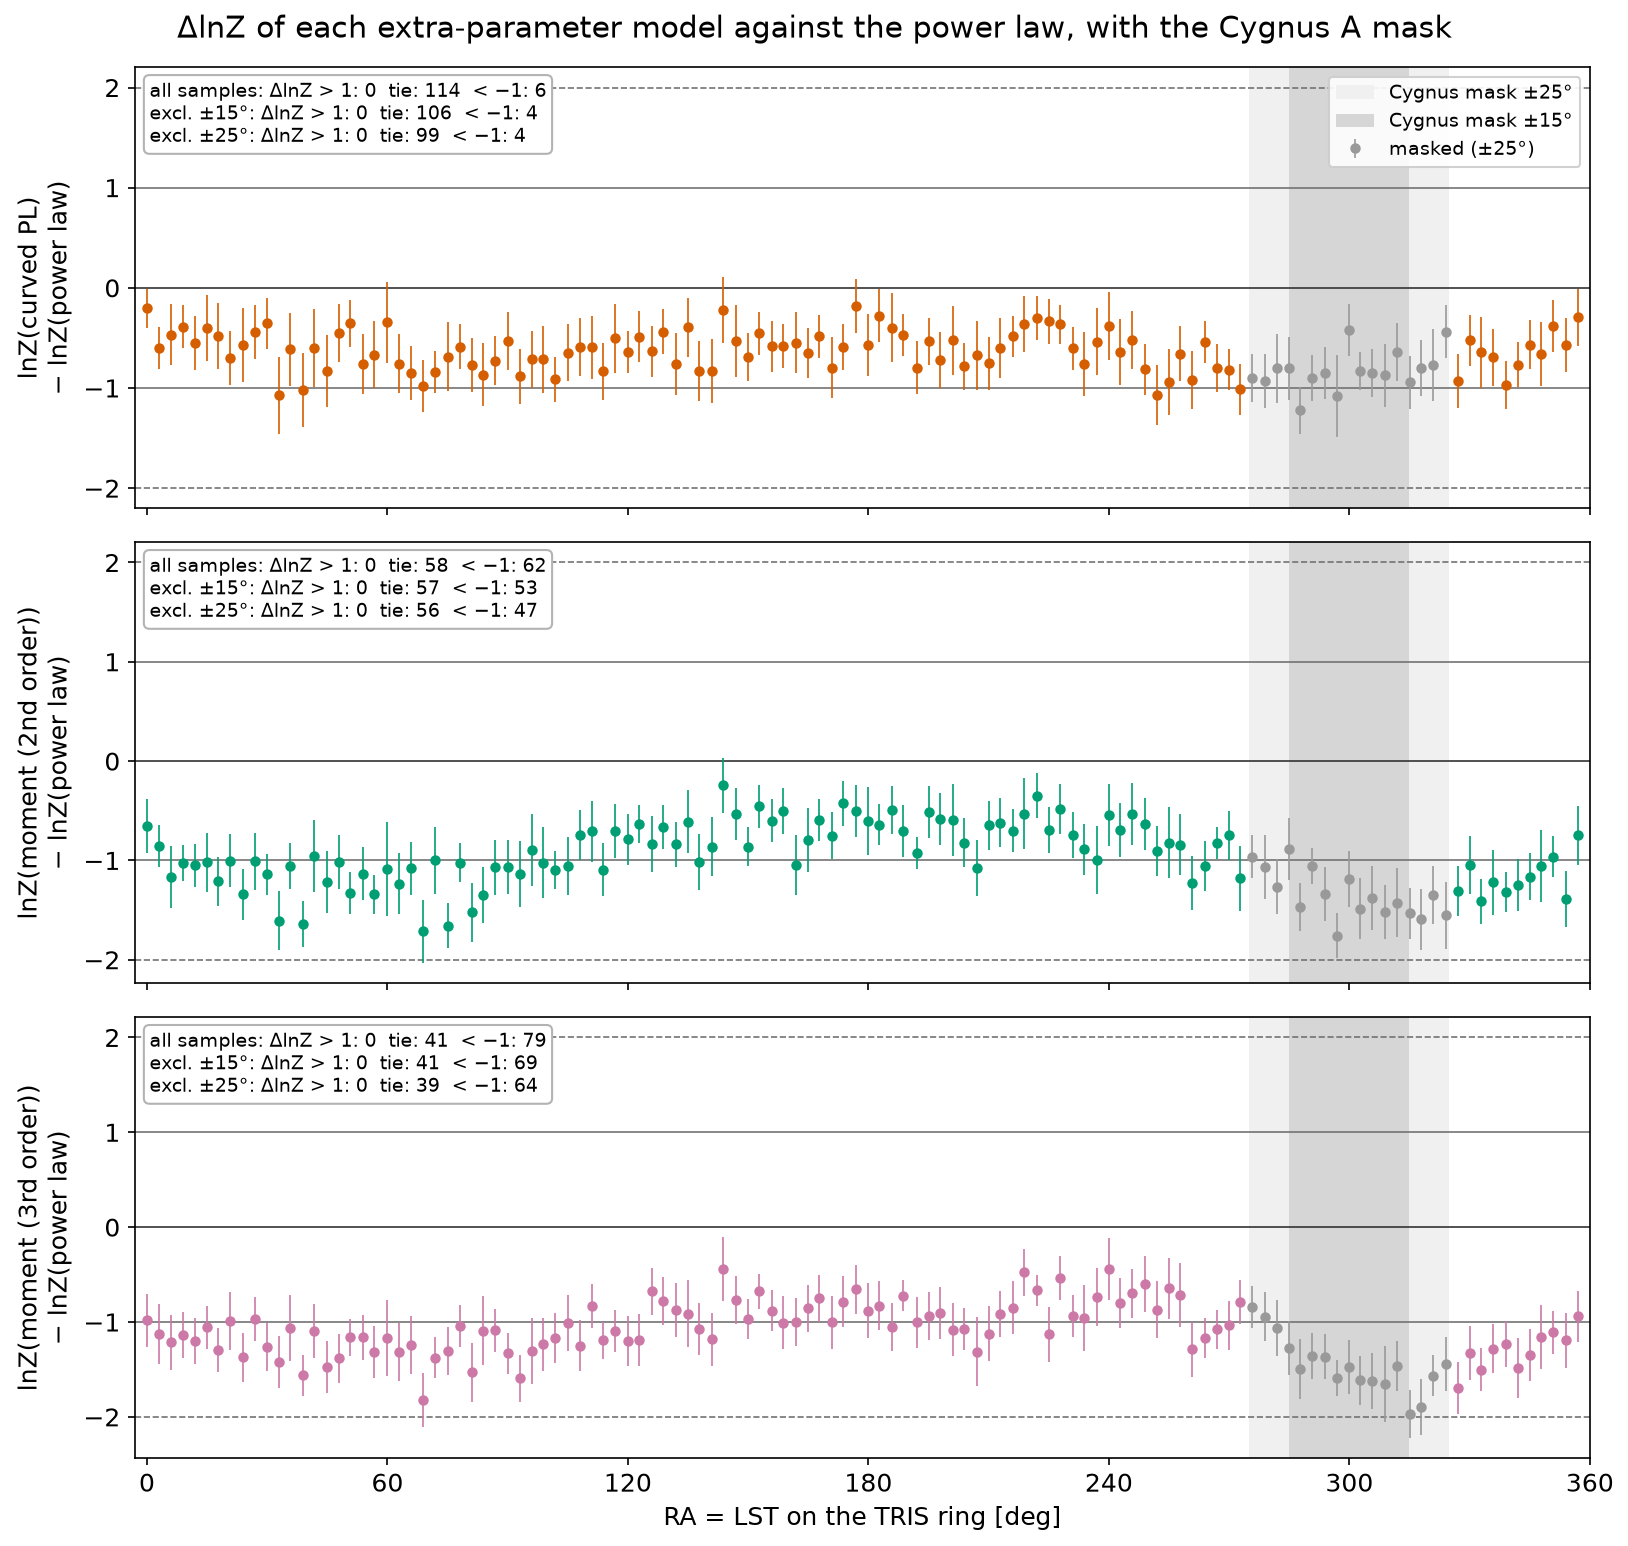 ΔlnZ of each extra-parameter model against the power law, with the Cygnus A mask
lnZ(curved PL)
− lnZ(power law)
2
1
0
−1
−2
all samples: ΔlnZ > 1: 0  tie: 114  < −1: 6
excl. ±15°: ΔlnZ > 1: 0  tie: 106  < −1: 4
excl. ±25°: ΔlnZ > 1: 0  tie: 99  < −1: 4
Cygnus mask ±25°
Cygnus mask ±15°
masked (±25°)
lnZ(moment (2nd order))
− lnZ(power law)
2
1
0
−1
−2
all samples: ΔlnZ > 1: 0  tie: 58  < −1: 62
excl. ±15°: ΔlnZ > 1: 0  tie: 57  < −1: 53
excl. ±25°: ΔlnZ > 1: 0  tie: 56  < −1: 47
lnZ(moment (3rd order))
− lnZ(power law)
2
1
0
−1
−2
all samples: ΔlnZ > 1: 0  tie: 41  < −1: 79
excl. ±15°: ΔlnZ > 1: 0  tie: 41  < −1: 69
excl. ±25°: ΔlnZ > 1: 0  tie: 39  < −1: 64
0 60 120 180 240 300 360
RA = LST on the TRIS ring [deg]